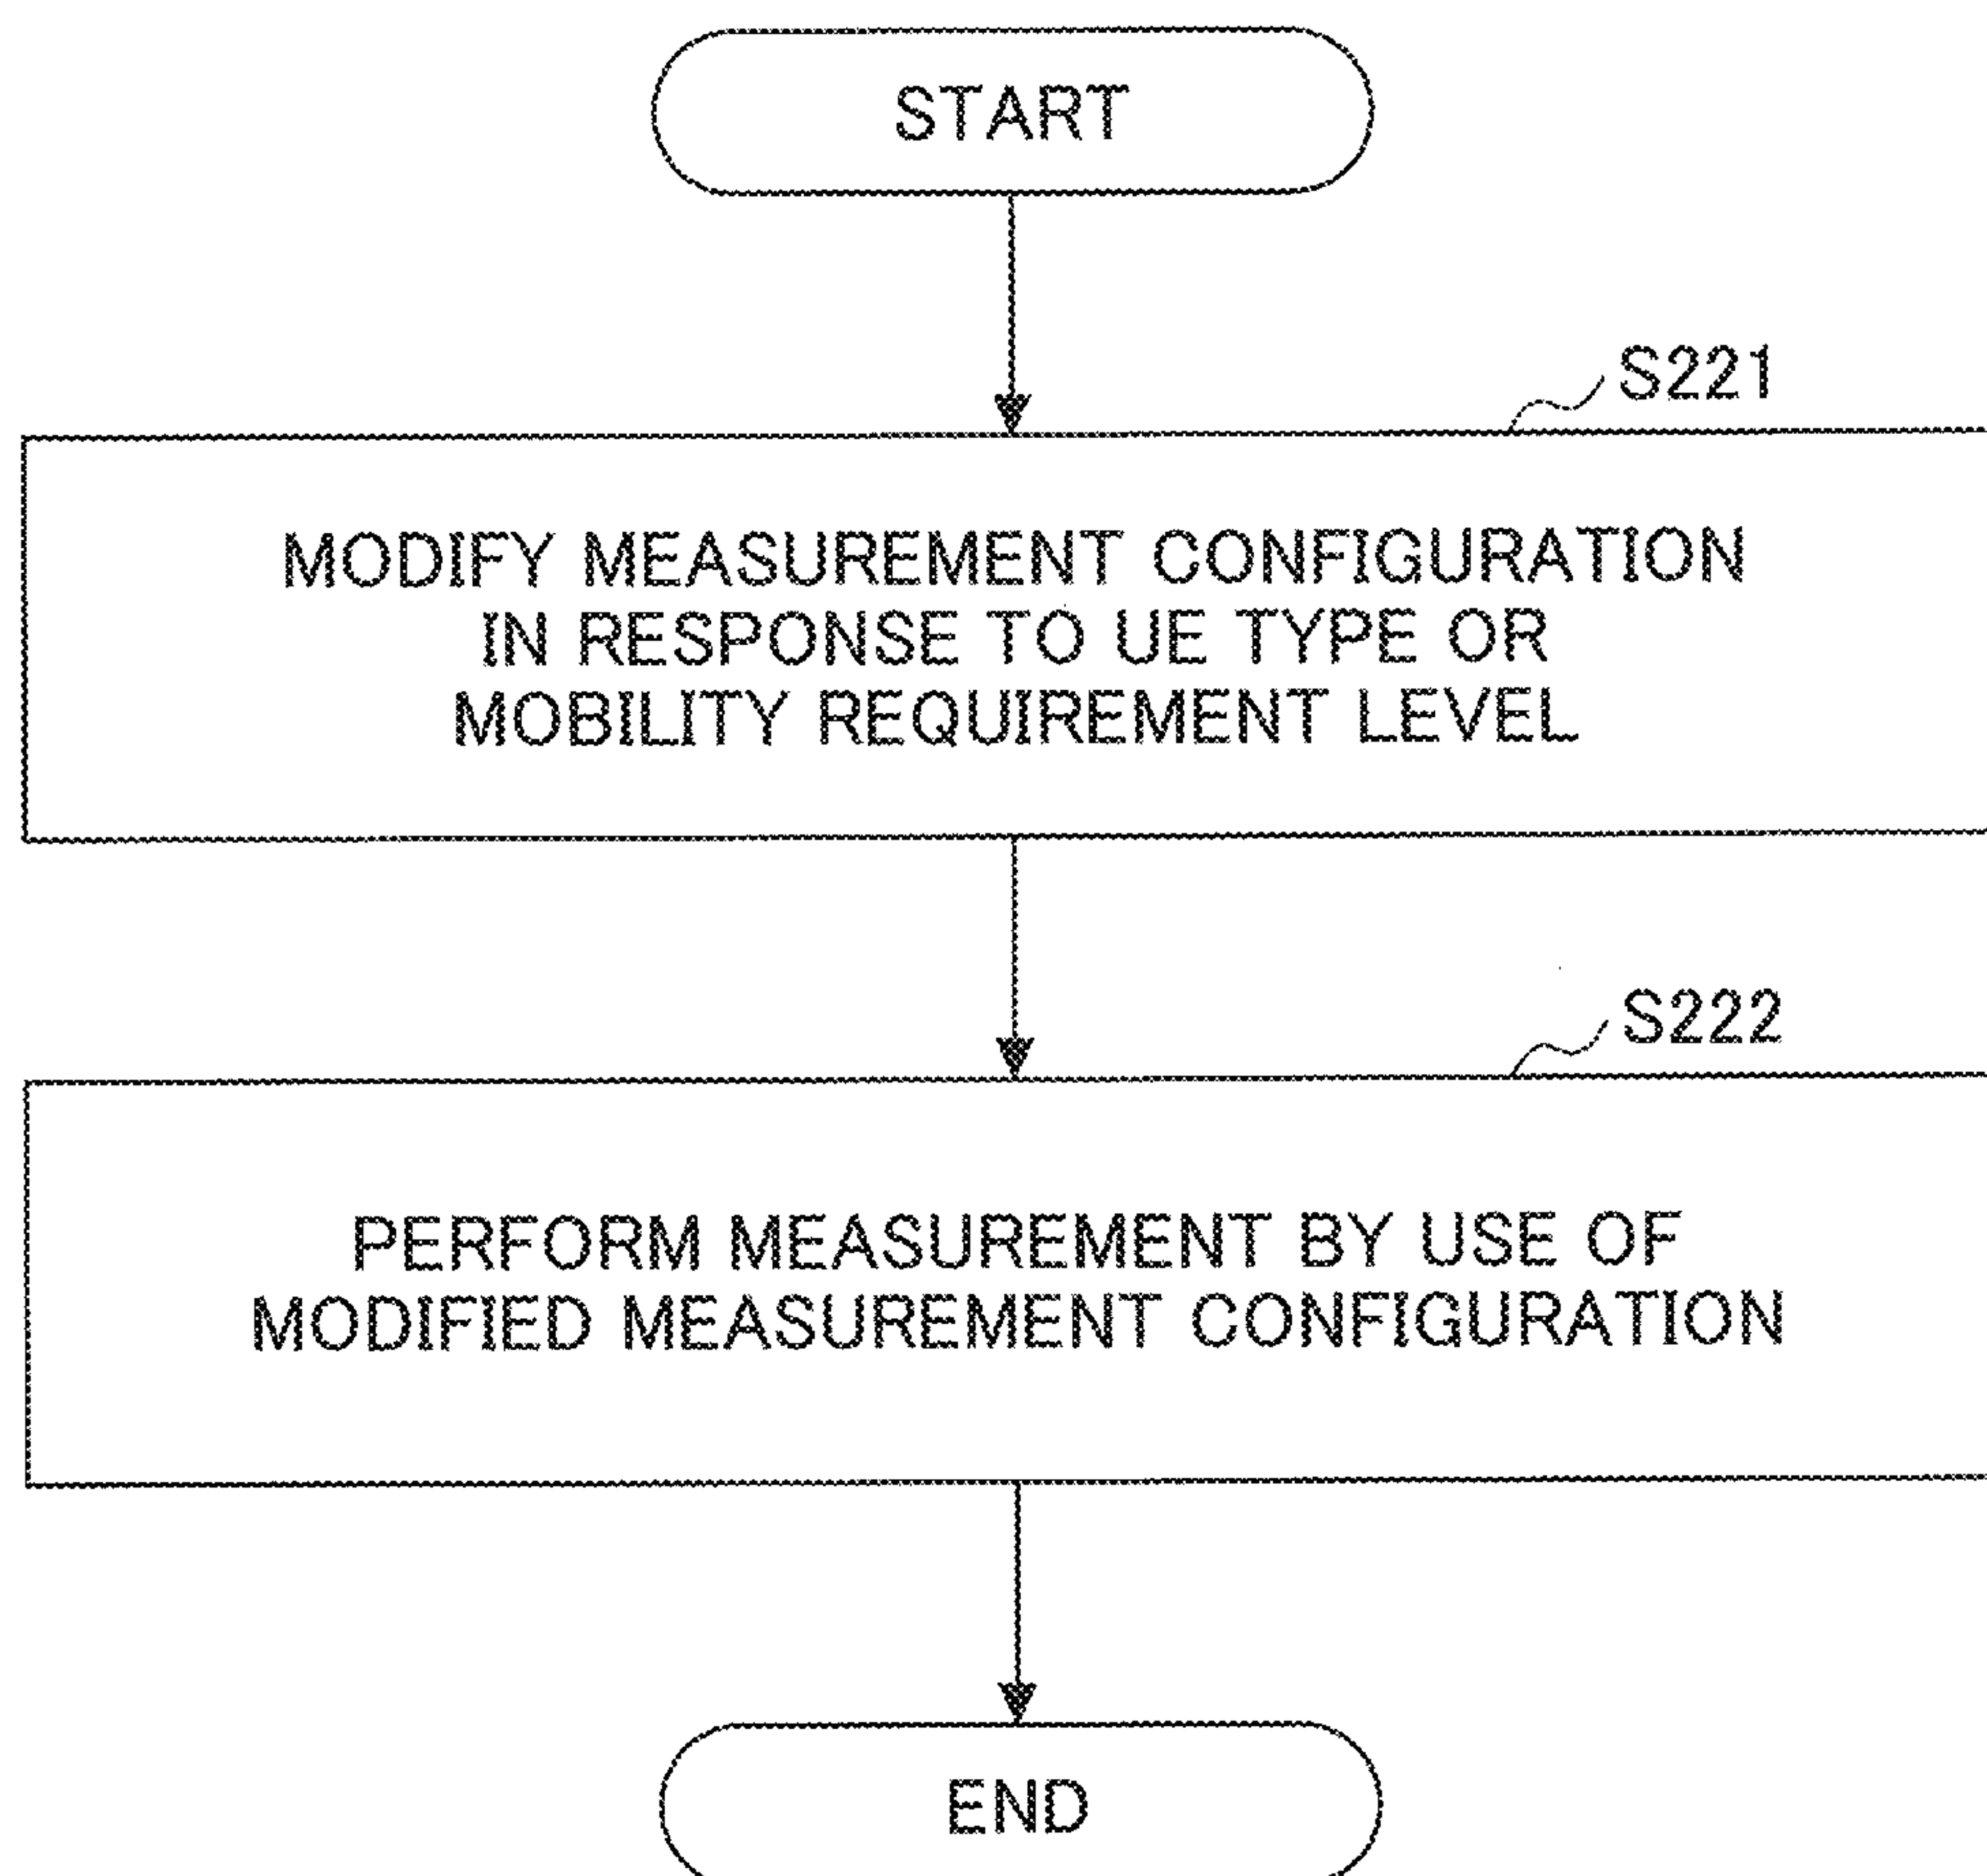 START
S221
MODIFY MEASUREMENT CONFIGURATION
IN RESPONSE TO UE TYPE OR
MOBILITY REQUIREMENT LEVEL
S222
PERFORM MEASUREMENT BY USE OF
MODIFIED MEASUREMENT CONFIGURATION
END